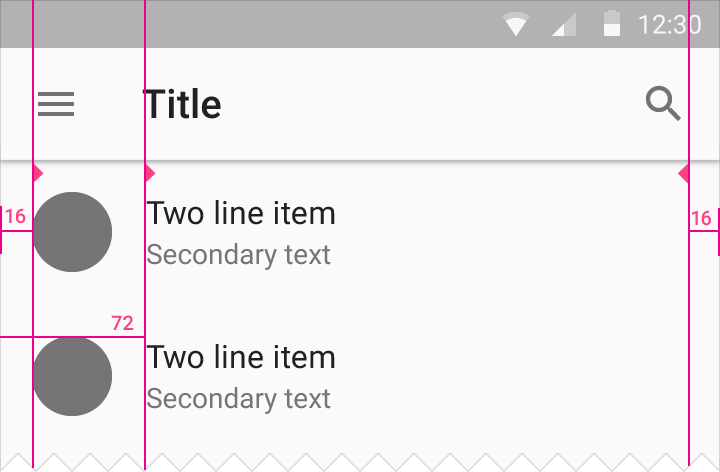 12:30
Title
16
Two line item
16
Secondary text
72
Two line item
Secondary text